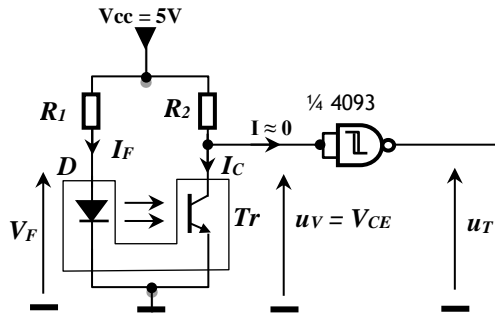 Vcc = 5V
R1
R2
¼ 4093
I ≈ 0
IF
IC
D
Tr
VF
uV = VCE
uT